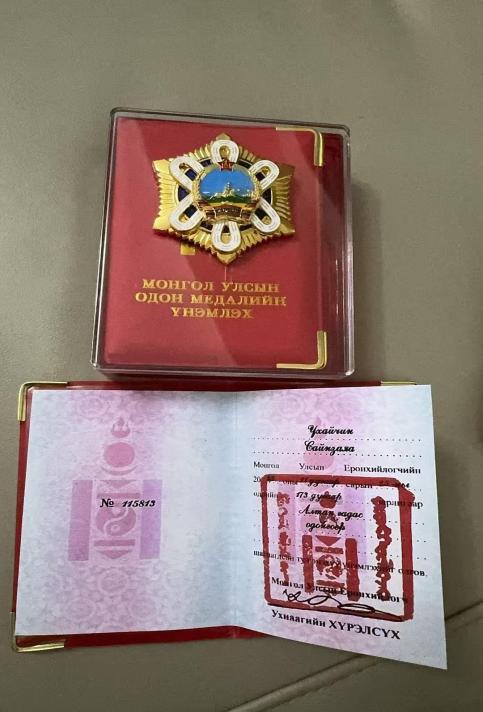 МОНГОЛ УЛСЫН
ОДОН МЕДАЛИЙН
ҮНЭМЛЭХ
№ 115813
Ухайчин
Сайнзаяа
Монгол Улсын Ерөнхийлөгчийн
сарын
173 дугаар
Алтан гадас
одонгоор
Монгол Улсын Ерөнхийлөгч
Ухнаагийн ХҮРЭЛСҮХ